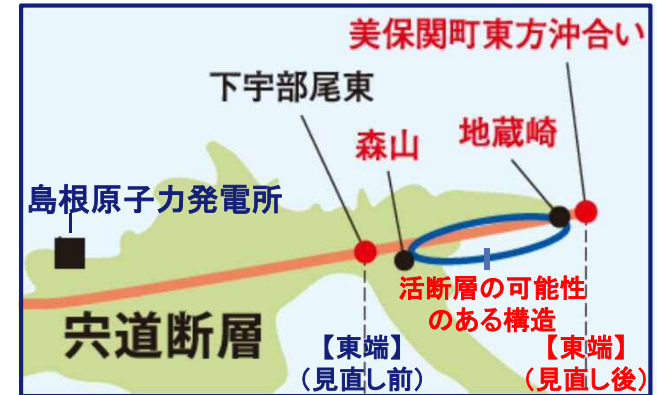 美保関町東方沖合い
下宇部尾東
地蔵崎
森山
島根原子力発電所
活断層の可能性
のある構造
宍道断層
【東端】
（見直し前）
【東端】
（見直し後）